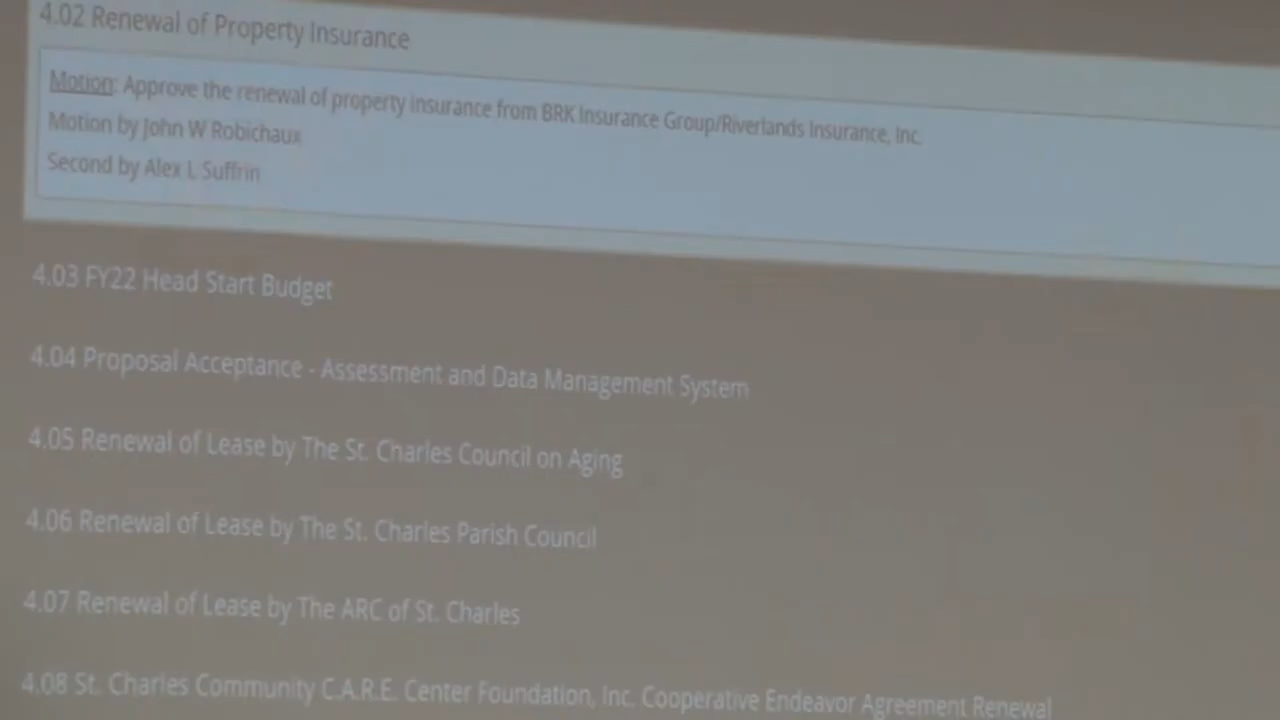 4.02 Renewal of Property Insurance
Motion: Approve the renewal of property insurance from BRK Insurance Group/Riverlands Insurance, Inc.
Motion by John W Robichaux
Second by Alex L Suffrin
4.03 FY22 Head Start Budget
4.04 Proposal Acceptance - Assessment and Data Management System
4.05 Renewal of Lease by The St. Charles Council on Aging
4.06 Renewal of Lease by The St. Charles Parish Council
4.07 Renewal of Lease by The ARC of St. Charles
4.08 St. Charles Community C.A.R.E. Center Foundation, Inc. Cooperative Endeavor Agreement Renewal